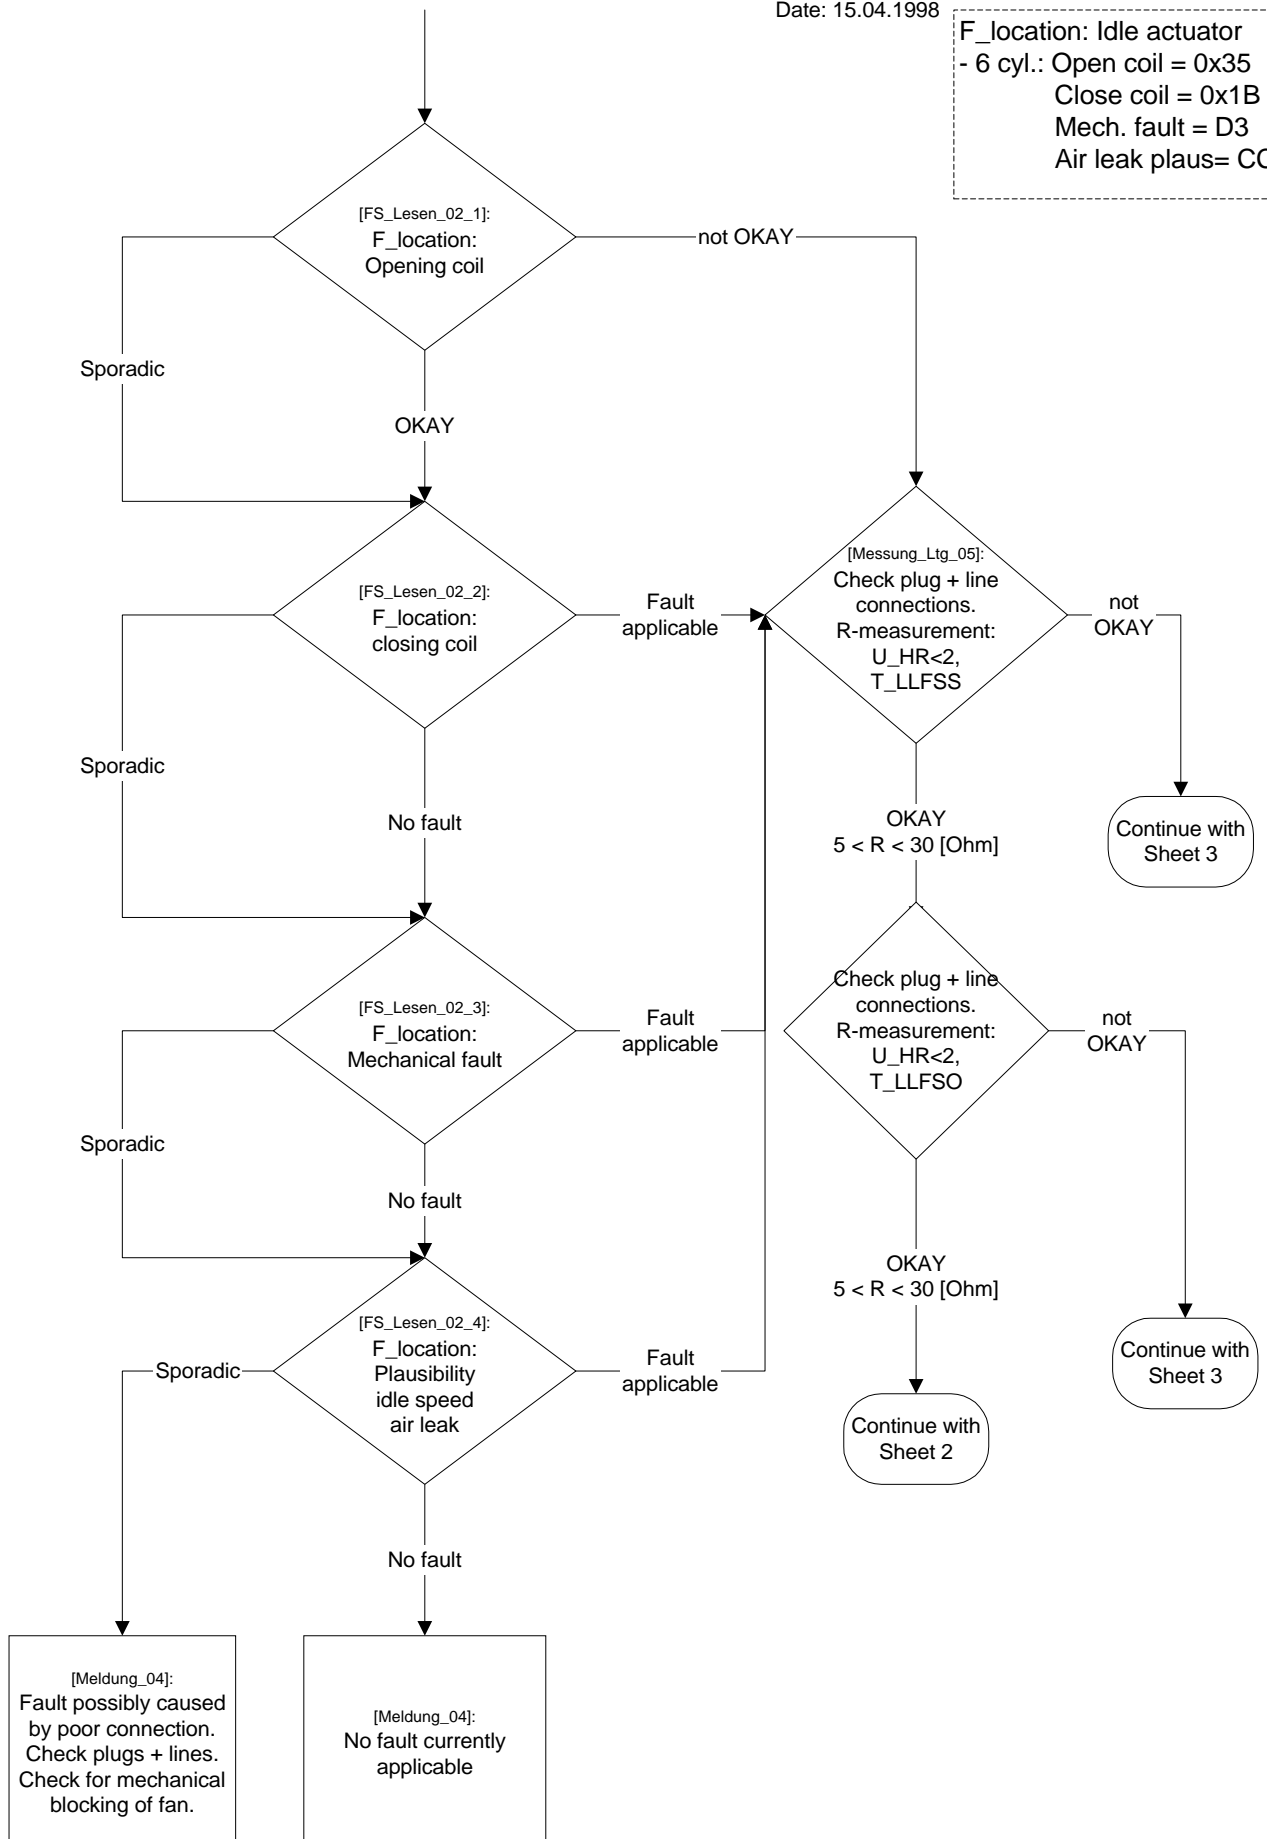 Date: 15.04.1998
F_location: Idle actuator
- 6 cyl.: Open coil = 0x35
Close coil = 0x1B
Mech. fault = D3
Air leak plaus=
[FS_Lesen_02_1]:
F_location:
Opening coil
not OKAY
Sporadic
OKAY
[FS_Lesen_02_2]:
F_location:
closing coil
Fault
applicable
[Messung_Ltg_05]:
Check plug + line
connections.
R-measurement:
U_HR<2,
T_LLFSS
not
OKAY
Sporadic
No fault
OKAY
5 < R < 30 [Ohm]
Continue with
Sheet 3
[FS_Lesen_02_3]:
F_location:
Mechanical fault
Fault
applicable
Check plug + line
connections.
R-measurement:
U_HR<2,
T_LLFSO
not
OKAY
Sporadic
No fault
OKAY
5 < R < 30 [Ohm]
[FS_Lesen_02_4]:
F_location:
Plausibility
idle speed
air leak
Sporadic
Fault
applicable
Continue with
Sheet 3
Continue with
Sheet 2
No fault
[Meldung_04]:
Fault possibly caused
by poor connection.
Check plugs + lines.
Check for mechanical
blocking of fan.
[Meldung_04]:
No fault currently
applicable